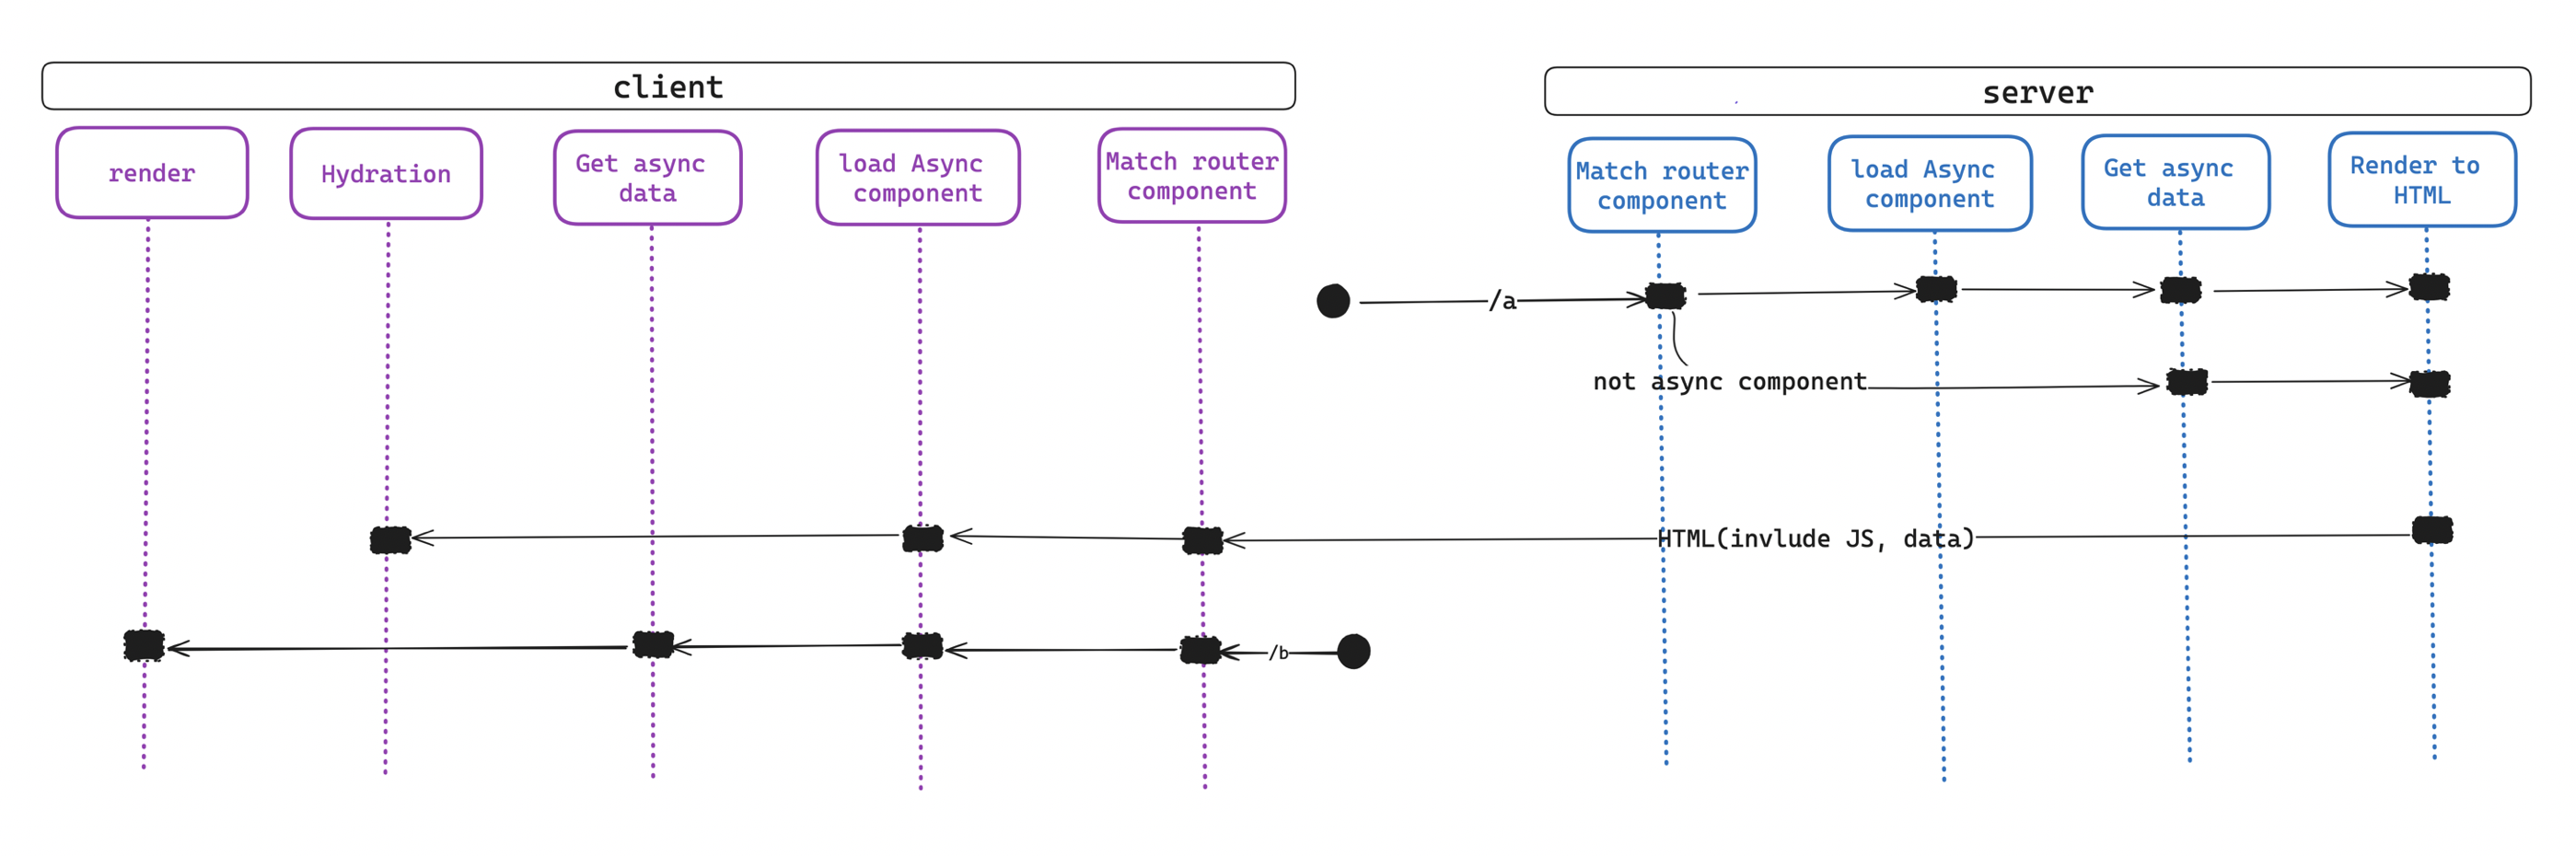 client
server
render
Hydration
Get async
data
load Async
component
Match router
component
Match router
component
load Async
component
Get async
data
Render to
HTML
/a
not async component
HTML(invlude JS, data)
/b